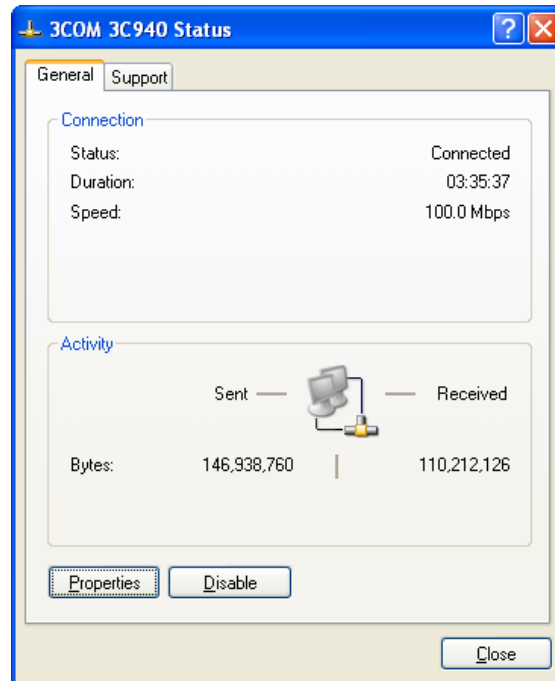 3COM 3C940 Status
General Support
Connection
Status: Connected
Duration: 03:35:37
Speed: 100.0 Mbps
Activity
Sent Received
Bytes: 146,938,760 110,212,126
Properties Disable
Close